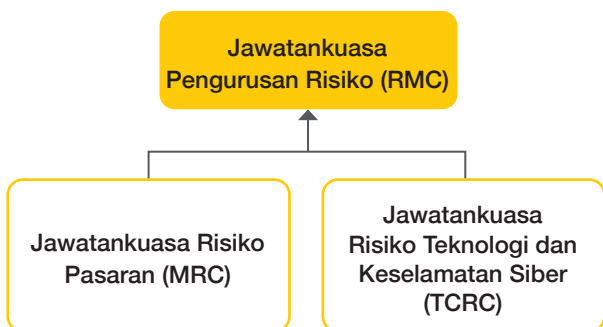 Jawatankuasa
Pengurusan Risiko (RMC)
Jawatankuasa Risiko
Pasaran (MRC)
Jawatankuasa
Risiko Teknologi dan
Keselamatan Siber
(TCRC)